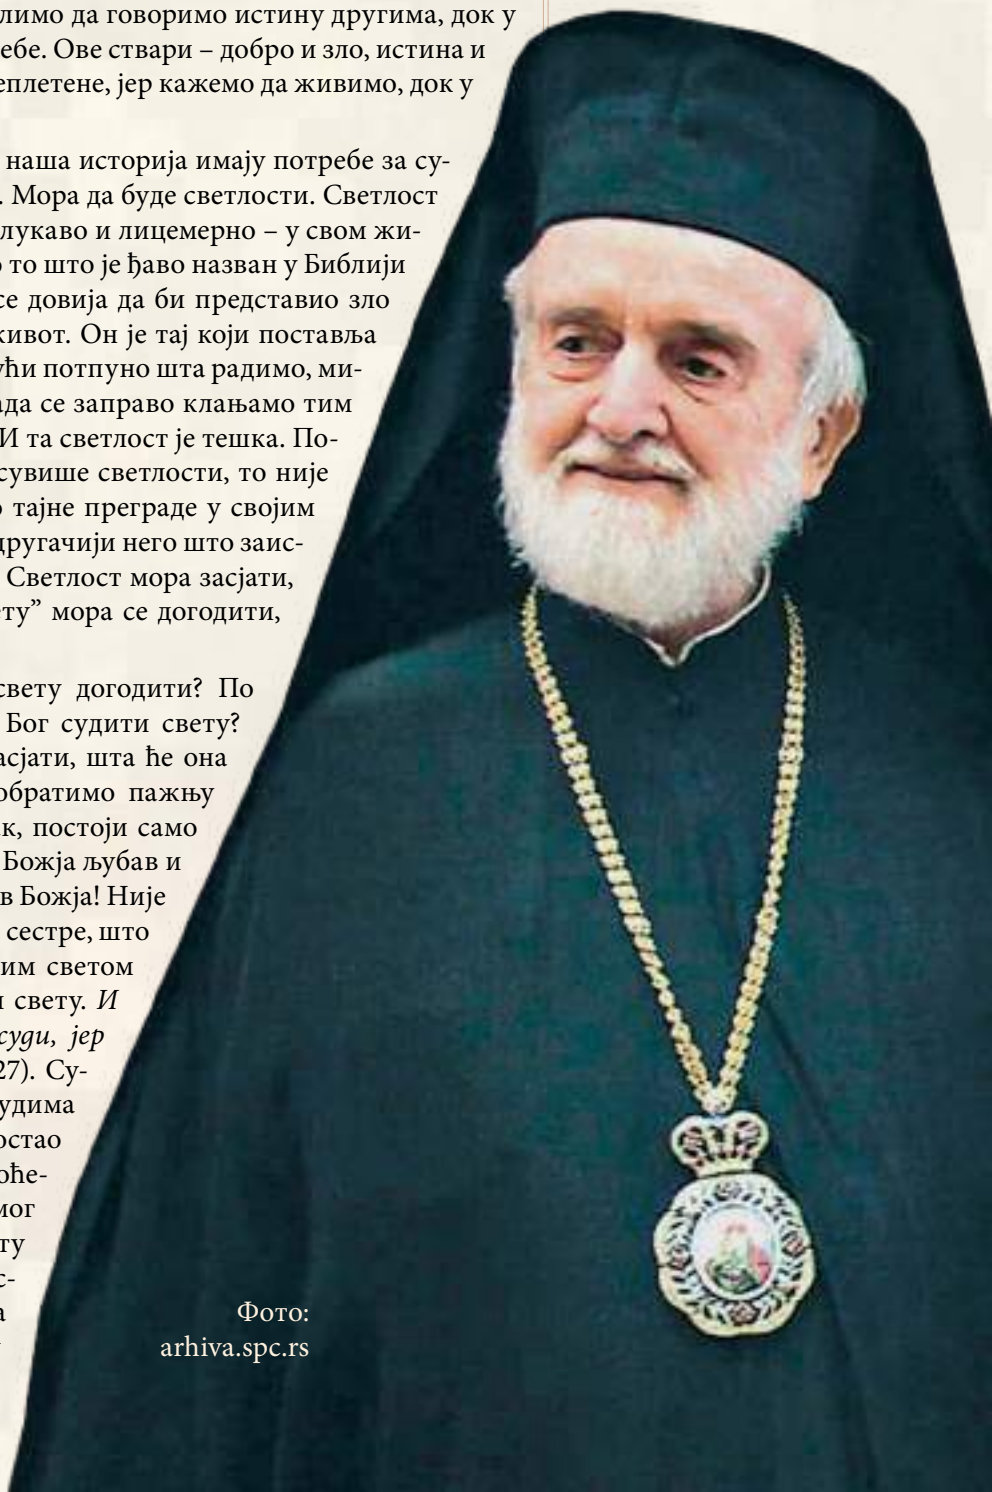 лимо да говоримо истину другима, док у
ебе. Ове ствари – добро и зло, истина и
еплетене, јер кажемо да живимо, док у
наша историја имају потребе за су-
. Мора да буде светлости. Светлост
лукаво и лицемерно – у свом жи-
о то што је ђаво назван у Библији
се довија да би представио зло
живот. Он је тај који поставља
ући потпуно шта радимо, ми-
ада се заправо клањамо тим
И та светлост је тешка. По-
сувише светлости, то није
о тајне преграде у својим
другачији него што заис-
Светлост мора засјати,
ету” мора се догодити,
свету догодити? По
Бог судити свету?
асјати, шта ће она
обратимо пажњу
ак, постоји само
Божја љубав и
в Божја! Није
сестре, што
им светом
и свету. И
суди, јер
27). Су-
удима
остао
оће-
мог
ту
с-
а
Фото:
arhiva.spc.rs